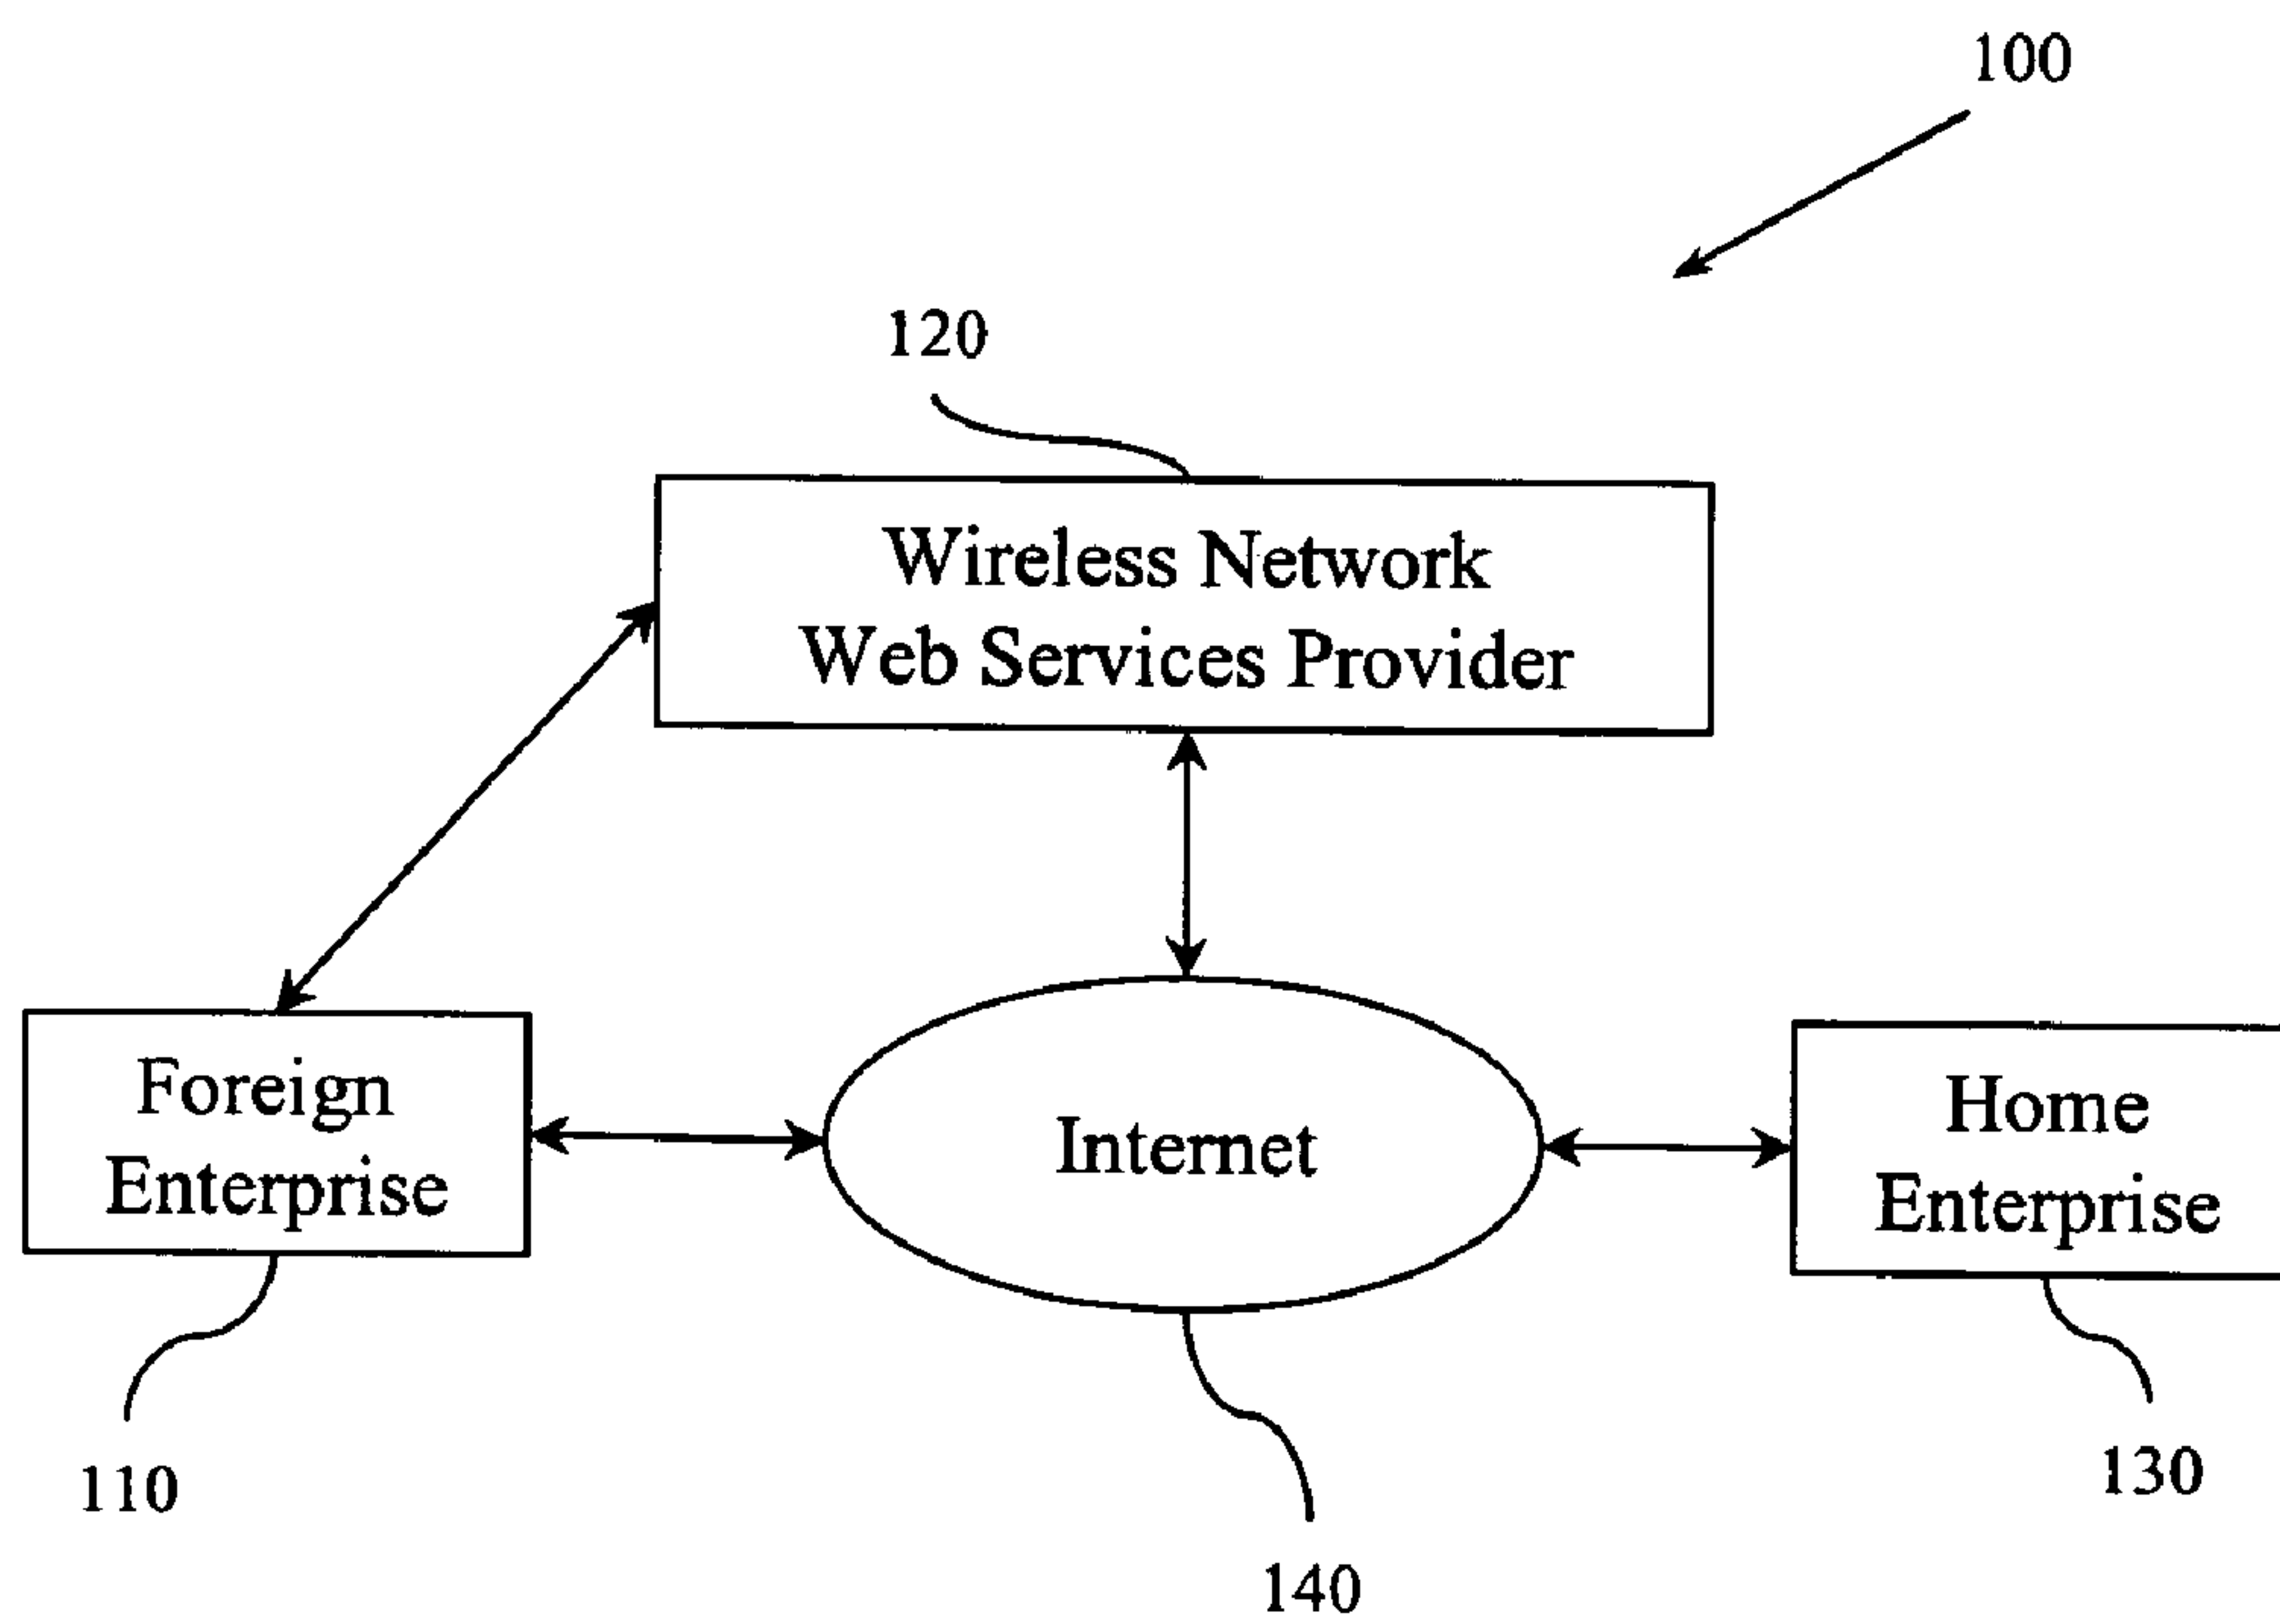 100
120
Wireless Network
Web Services Provider
Foreign
Enterprise
Internet
Home
Enterprise
110
130
140